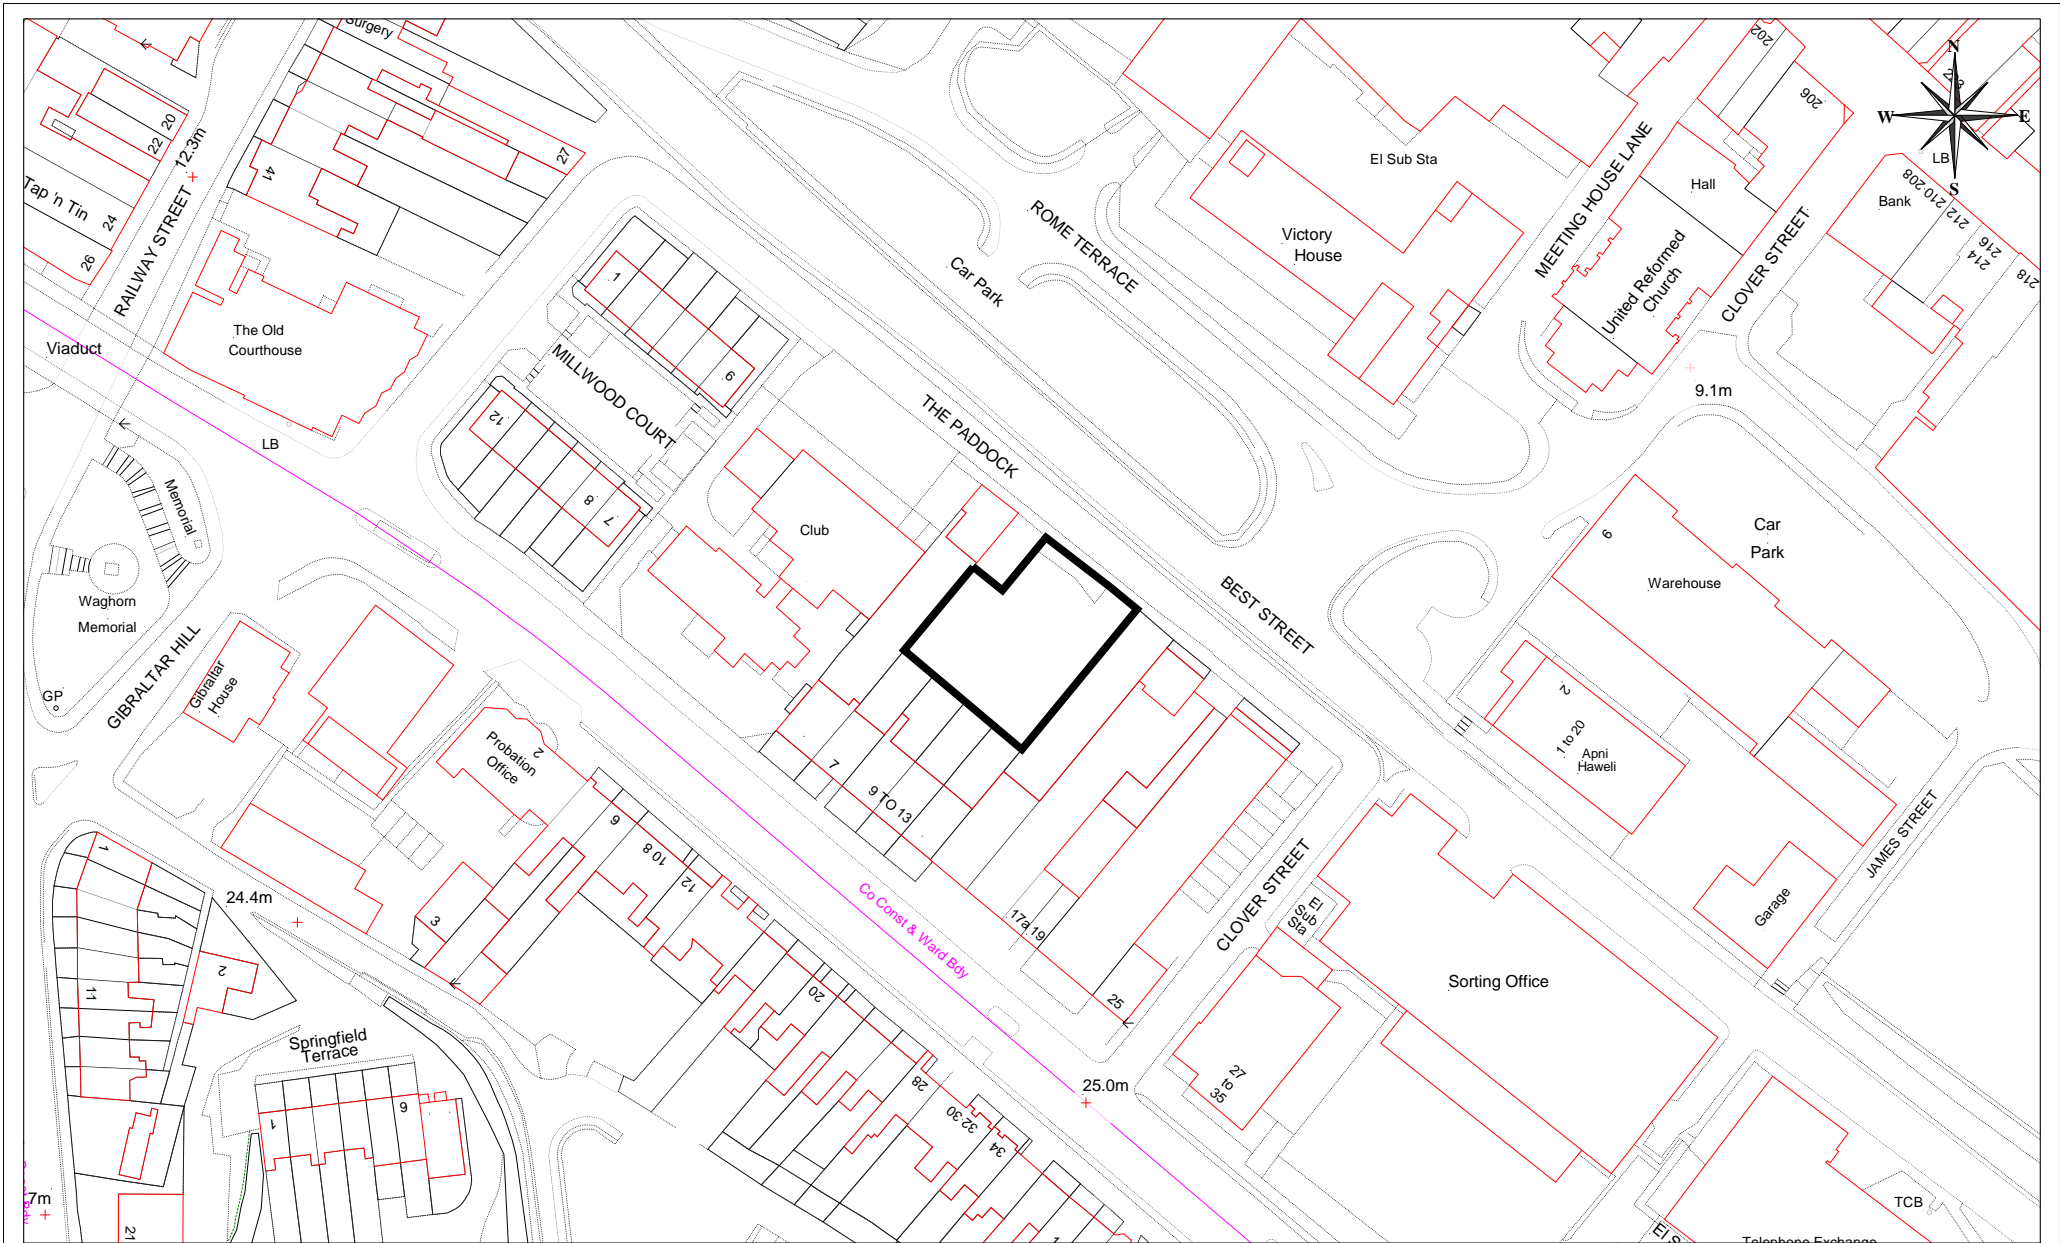 Surgery
202
206
N
W
E
S
LB
20
22
12.3m
27
41
El Sub Sta
MEETING HOUSE LANE
Hall
Bank
208
210
212
216
214
218
Tap 'n Tin
24
26
RAILWAY STREET
ROME TERRACE
Victory
House
CLOVER STREET
United Reformed
Church
1
Car Park
The Old
Courthouse
Viaduct
MILLWOOD COURT
9
9.1m
THE PADDOCK
12
LB
8
7
Memorial
Club
Car
Park
6
Warehouse
BEST STREET
Waghorn
Memorial
GIBRALTAR HILL
Gibraltar
House
GP
2
Probation
Office
2
1 to 20
Apni
Haweli
7
9 TO 13
6
10 8
12
JAMES STREET
1
24.4m
3
Co Const & Ward Bdy
17a 19
CLOVER STREET
El
Sub
Sta
Garage
2
11
20
25
Sorting Office
Springfield
Terrace
28
25.0m
27
to
35
32 30
34
1
6
7m
21
TCB
El S
Telephone Exchange